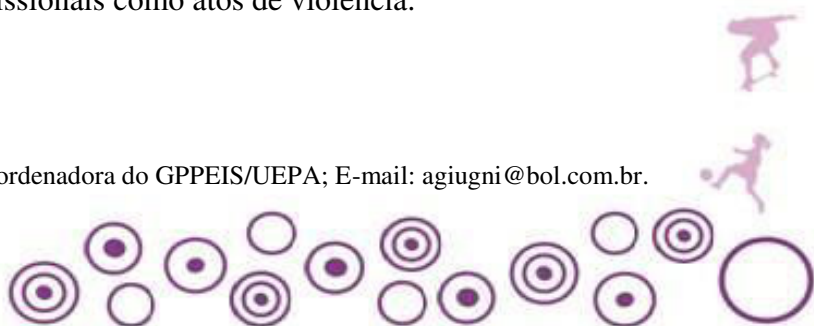 issionais como atos de violência.
ordenadora do GPPEIS/UEPA; E-mail: agiugni@bol.com.br.